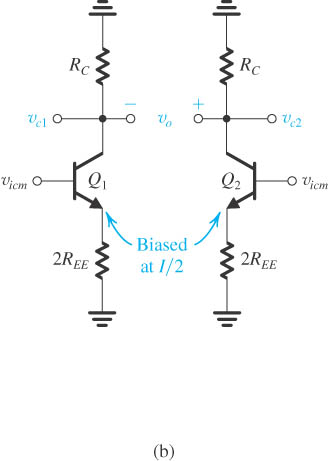 R_C R_C
v_c1 − v_o + v_c2
v_icm Q_1 Q_2 v_icm
Biased
at I/2
2R_EE 2R_EE
(b)